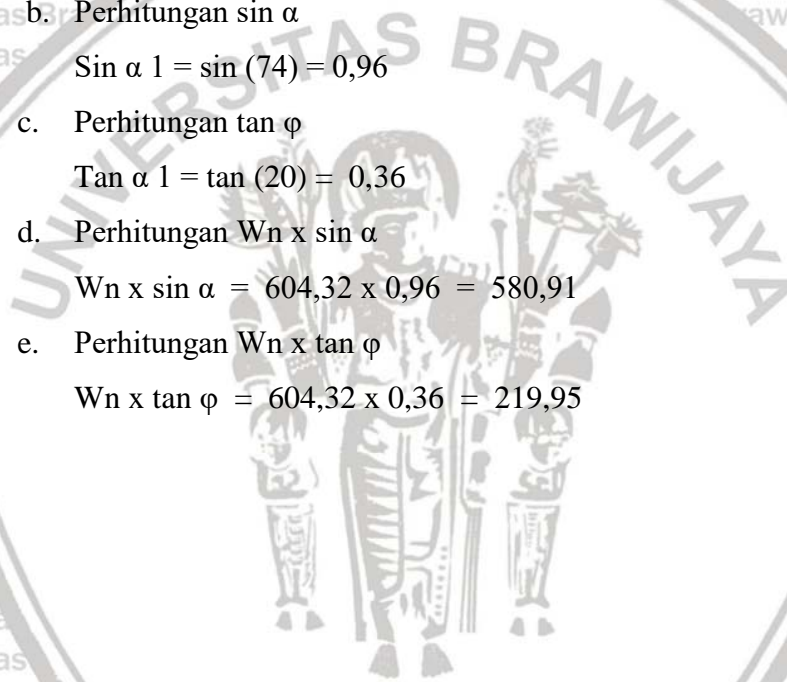 b. Perhitungan sin α
Sin α 1 = sin (74) = 0,96
c. Perhitungan tan φ
Tan α 1 = tan (20) = 0,36
d. Perhitungan Wn x sin α
Wn x sin α = 604,32 x 0,96 = 580,91
e. Perhitungan Wn x tan φ
Wn x tan φ = 604,32 x 0,36 = 219,95
UNIVERSITAS BRAWIJAYA